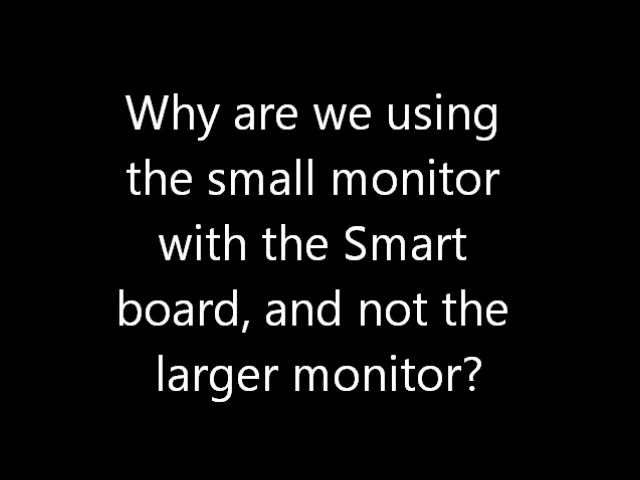 Why are we using
the small monitor
with the Smart
board, and not the
larger monitor?